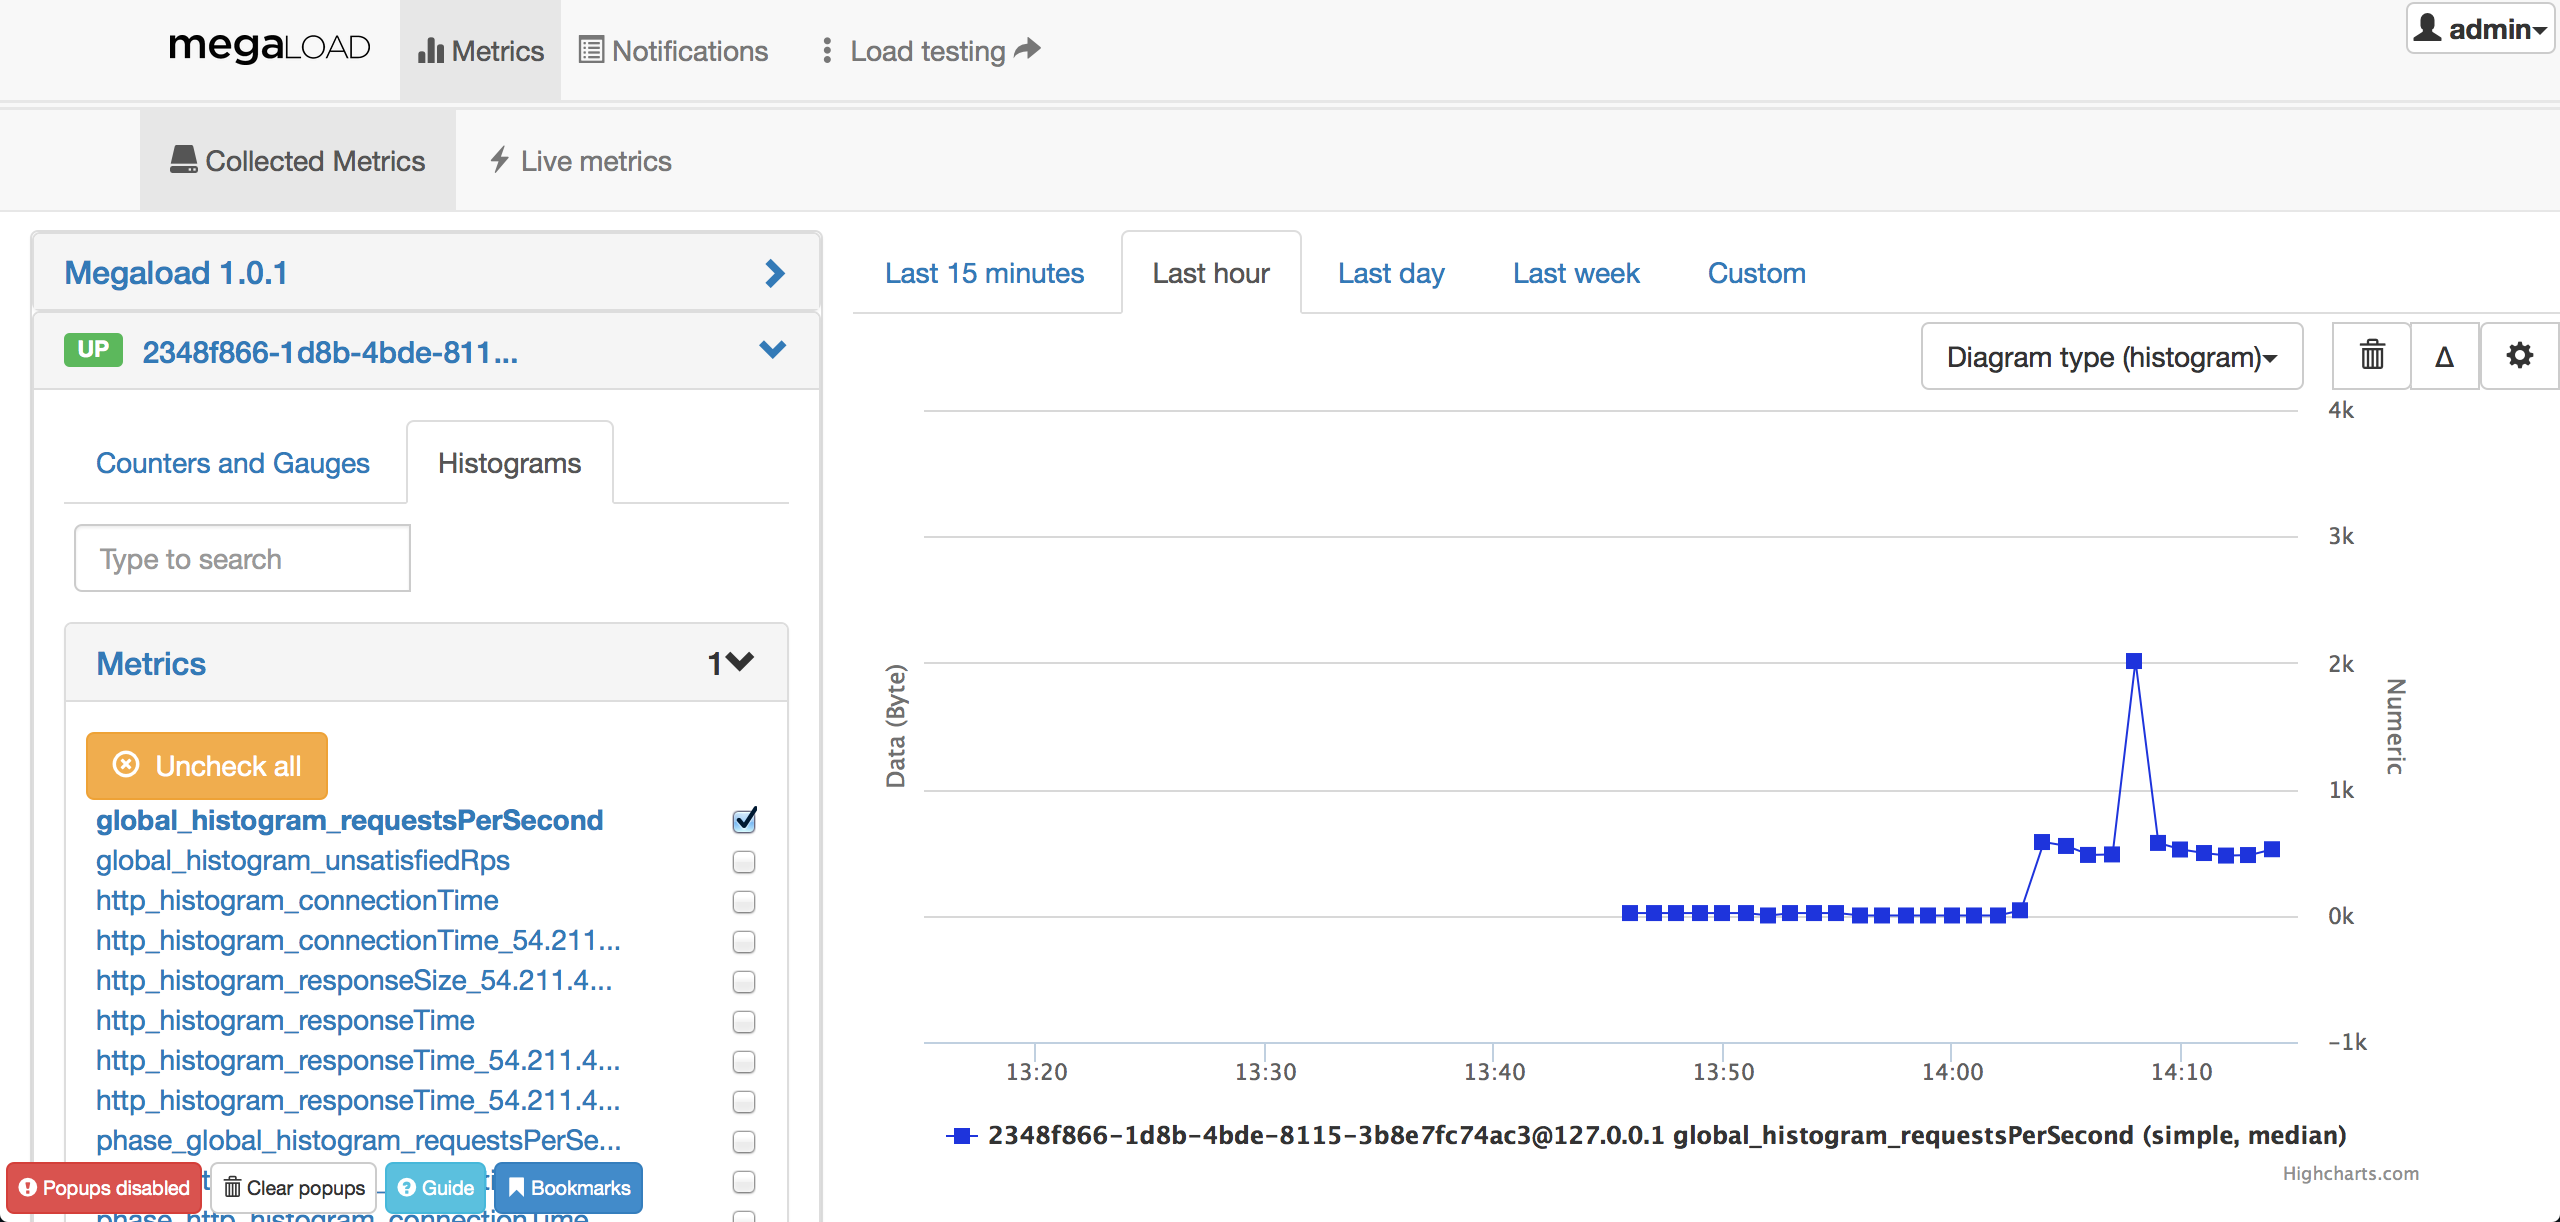 megaLOAD
Metrics
Notifications
Load testing
admin
Collected Metrics
Live metrics
Megaload 1.0.1
UP 2348f866-1d8b-4bde-811...
Counters and Gauges
Histograms
Type to search
Metrics
1
Uncheck all
global_histogram_requestsPerSecond
global_histogram_unsatisfiedRps
http_histogram_connectionTime
http_histogram_connectionTime_54.211...
http_histogram_responseSize_54.211.4...
http_histogram_responseTime
http_histogram_responseTime_54.211.4...
http_histogram_responseTime_54.211.4...
phase_global_histogram_requestsPerSe...
phase_http_histogram_connectionTime
Popups disabled
Clear popups
Guide
Bookmarks
Last 15 minutes
Last hour
Last day
Last week
Custom
Diagram type (histogram)
Δ
Data (Byte)
4k
3k
2k
1k
0k
-1k
Numeric
13:20
13:30
13:40
13:50
14:00
14:10
2348f866-1d8b-4bde-8115-3b8e7fc74ac3@127.0.0.1 global_histogram_requestsPerSecond (simple, median)
Highcharts.com